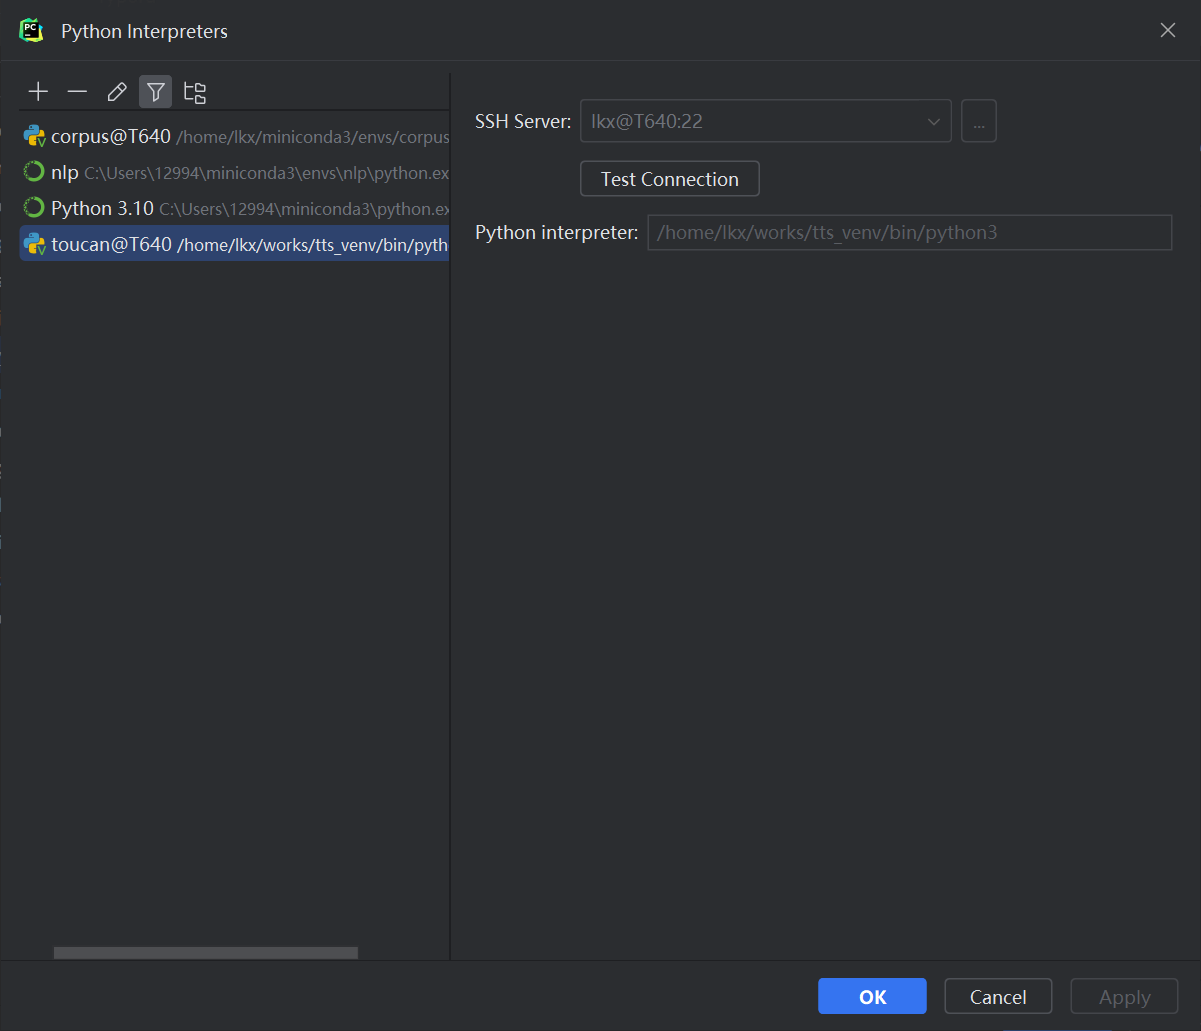 Python Interpreters
corpus@T640 /home/lkx/miniconda3/envs/corpus
nlp C:\Users\12994\miniconda3\envs\nlp\python.ex
Python 3.10 C:\Users\12994\miniconda3\python.ex
toucan@T640 /home/lkx/works/tts_venv/bin/pyth
SSH Server: lkx@T640:22 ...
Test Connection
Python interpreter: /home/lkx/works/tts_venv/bin/python3
OK Cancel Apply